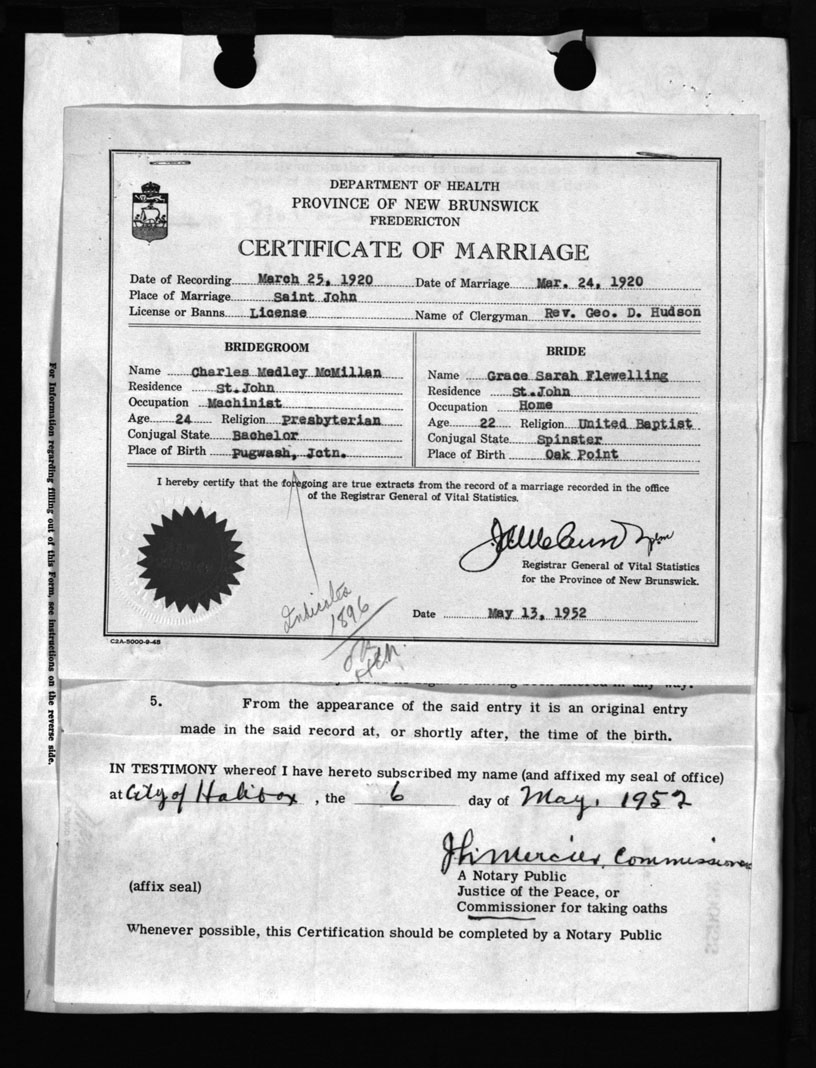 DEPARTMENT OF HEALTH
PROVINCE OF NEW BRUNSWICK
FREDERICTON
CERTIFICATE OF MARRIAGE
Date of Recording March 25, 1920 Date of Marriage Mar. 24, 1920
Place of Marriage Saint John
License or Banns License Name of Clergyman Rev. Geo. D. Hudson
BRIDEGROOM
Name Charles Medley McMillan
Residence St.John
Occupation Machinist
Age 24 Religion Presbyterian
Conjugal State Bachelor
Place of Birth Pugwash, Jctn.
BRIDE
Name Grace Sarah Flewelling
Residence St.John
Occupation Home
Age 22 Religion United Baptist
Conjugal State Spinster
Place of Birth Oak Point
I hereby certify that the foregoing are true extracts from the record of a marriage recorded in the office
of the Registrar General of Vital Statistics.
Registrar General of Vital Statistics
for the Province of New Brunswick.
Date May 13, 1952
Indicates
1896
C2A-5000-9-48
5. From the appearance of the said entry it is an original entry
made in the said record at, or shortly after, the time of the birth.
IN TESTIMONY whereof I have hereto subscribed my name (and affixed my seal of office)
at City of Halifax, the 6 day of May, 1952
Mercier, Commissioner
A Notary Public
(affix seal) Justice of the Peace, or
Commissioner for taking oaths
Whenever possible, this Certification should be completed by a Notary Public
For Information regarding filling out of this Form, see instructions on the reverse side.